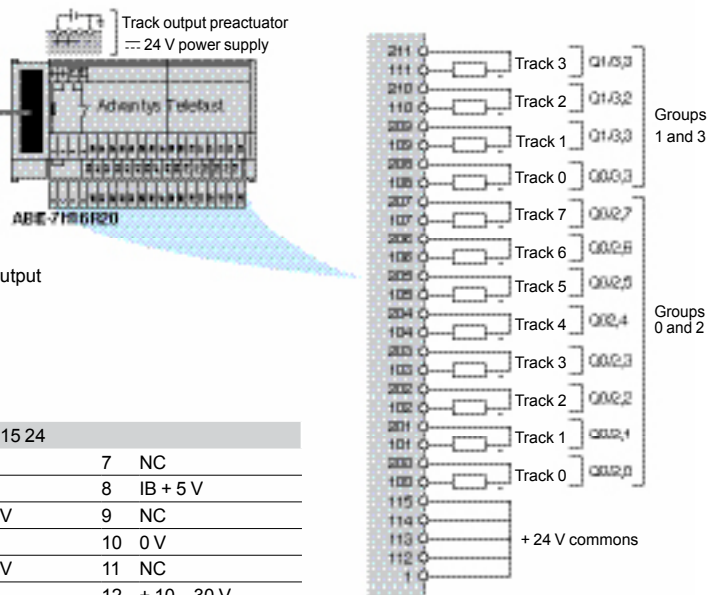 Track output preactuator
24 V power supply
Advantys Telefast
ABE-7H16R20
utput
15 24
7 NC
8 IB + 5 V
V 9 NC
10 0 V
V 11 NC
12 + 10...30 V
211
111 Track 3
210
110 Track 2 Q1/3,2
209
109 Track 1
208
108 Track 0
Groups
1 and 3
207
107 Track 7 Q0/2,7
206
106 Track 6 Q0/2,6
205
105 Track 5 Q0/2,5
204
104 Track 4
203
103 Track 3 Q0/2,3
202
102 Track 2 Q0/2,2
201
101 Track 1 Q0/2,1
200
100 Track 0 Q0/2,0
Groups
0 and 2
115
114
113
112
1
+ 24 V commons